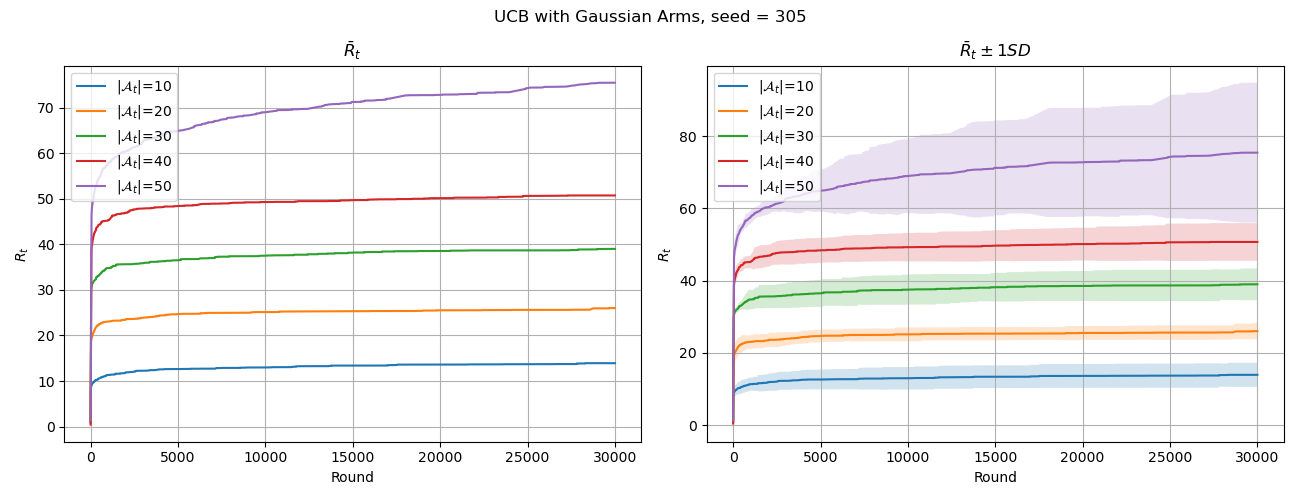 UCB with Gaussian Arms, seed = 305
R̄ₜ
|𝒜ₜ|=10
|𝒜ₜ|=20
|𝒜ₜ|=30
|𝒜ₜ|=40
|𝒜ₜ|=50
70
60
50
40
30
20
10
0
Rₜ
0 5000 10000 15000 20000 25000 30000
Round
R̄ₜ ± 1SD
|𝒜ₜ|=10
|𝒜ₜ|=20
|𝒜ₜ|=30
|𝒜ₜ|=40
|𝒜ₜ|=50
80
60
40
20
0
Rₜ
0 5000 10000 15000 20000 25000 30000
Round